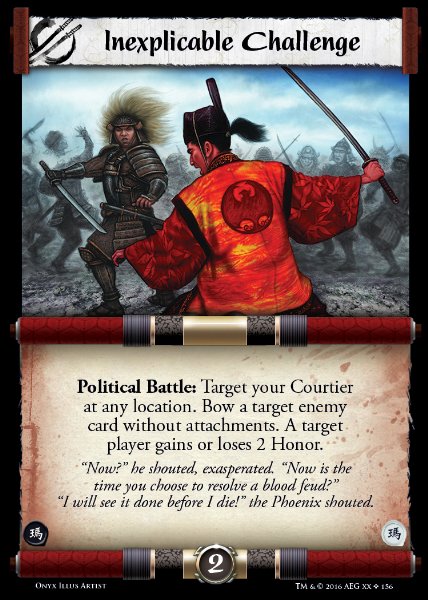 Inexplicable Challenge
Political Battle: Target your Courtier
at any location. Bow a target enemy
card without attachments. A target
player gains or loses 2 Honor.
“Now?” he shouted, exasperated. “Now is the
time you choose to resolve a blood feud?”
“I will see it done before I die!” the Phoenix shouted.
瑪
瑪
2
Onyx Illus Artist
TM & © 2016 AEG XX ❖ 156